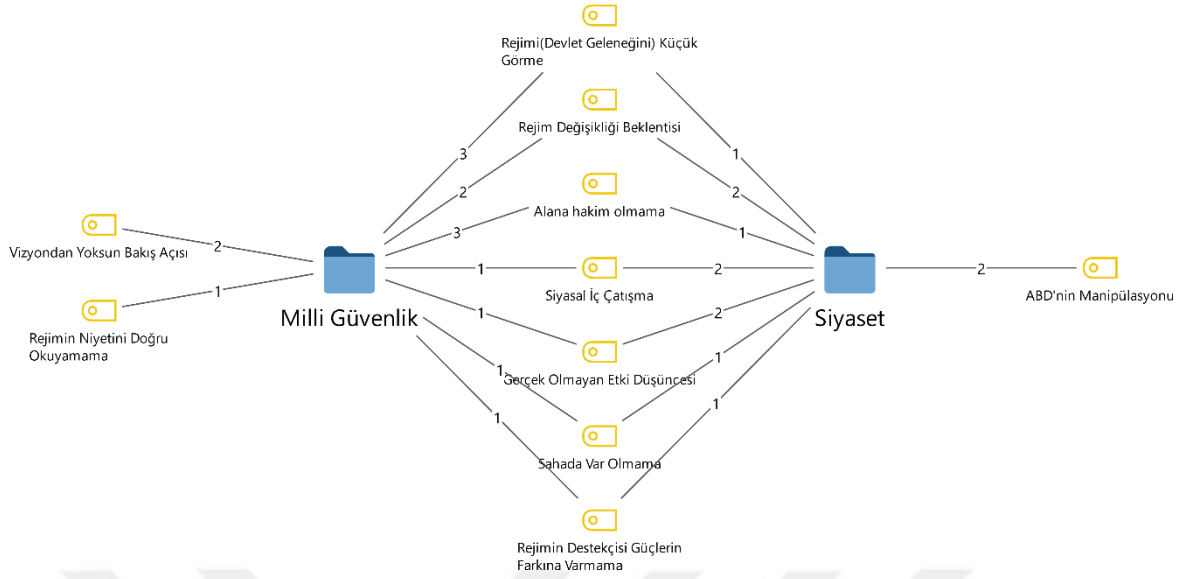 Rejimi(Devlet Geleneğini) Küçük
Görme
Rejim Değişikliği Beklentisi
3
1
2
2
Alana hakim olmama
3
1
Vizyondan Yoksun Bakış Açısı
2
1
Rejimin Niyetini Doğru
Okuyamama
Milli Güvenlik
1
Siyasal İç Çatışma
2
Siyaset
2
ABD'nin Manipülasyonu
1
2
Gerçek Olmayan Etki Düşüncesi
1
1
Sahada Var Olmama
1
1
Rejimin Destekçisi Güçlerin
Farkına Varmama